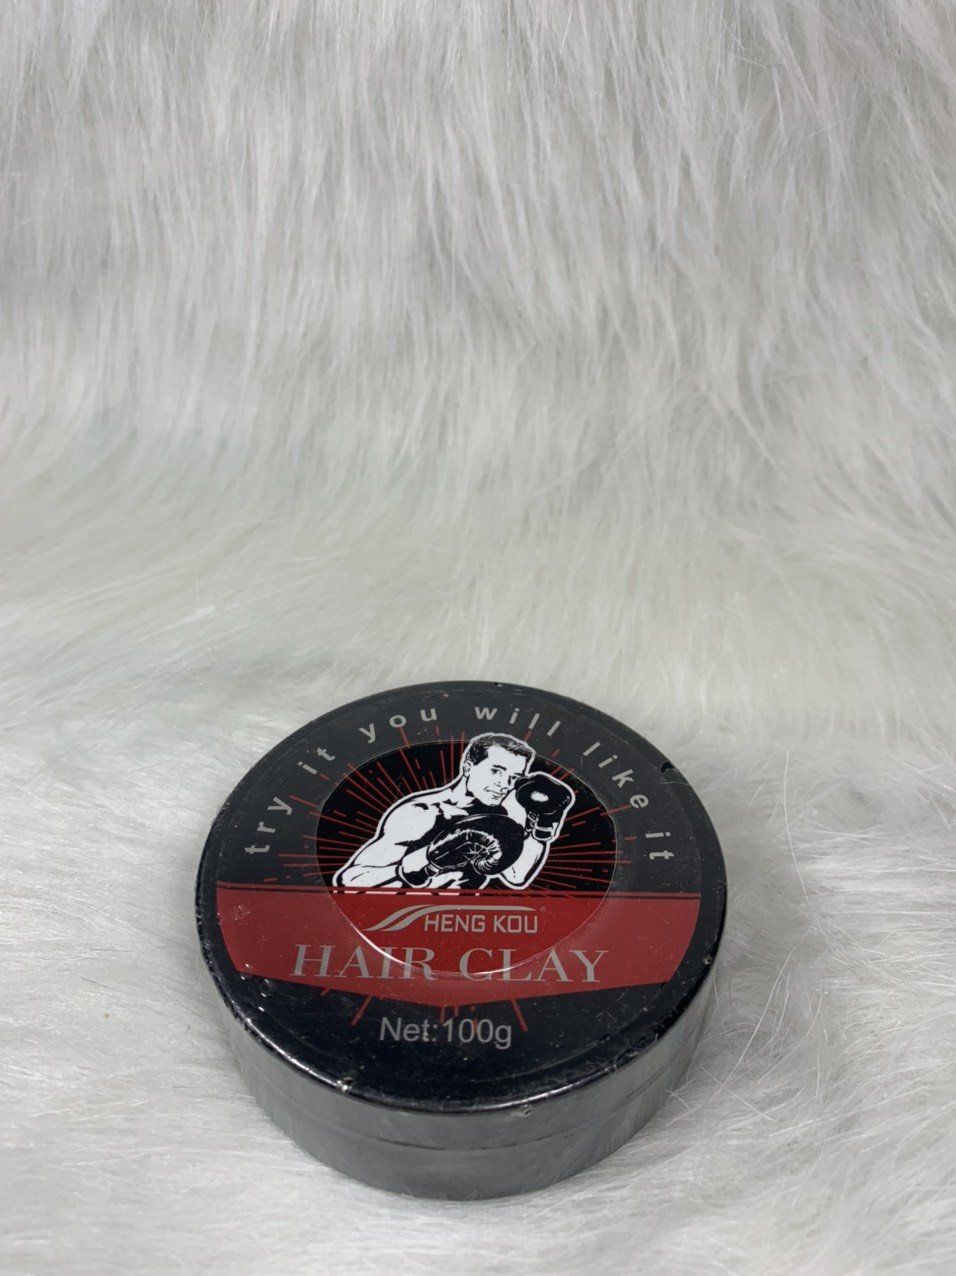 try it you will like it
HENG KOU
HAIR CLAY
Net:100g